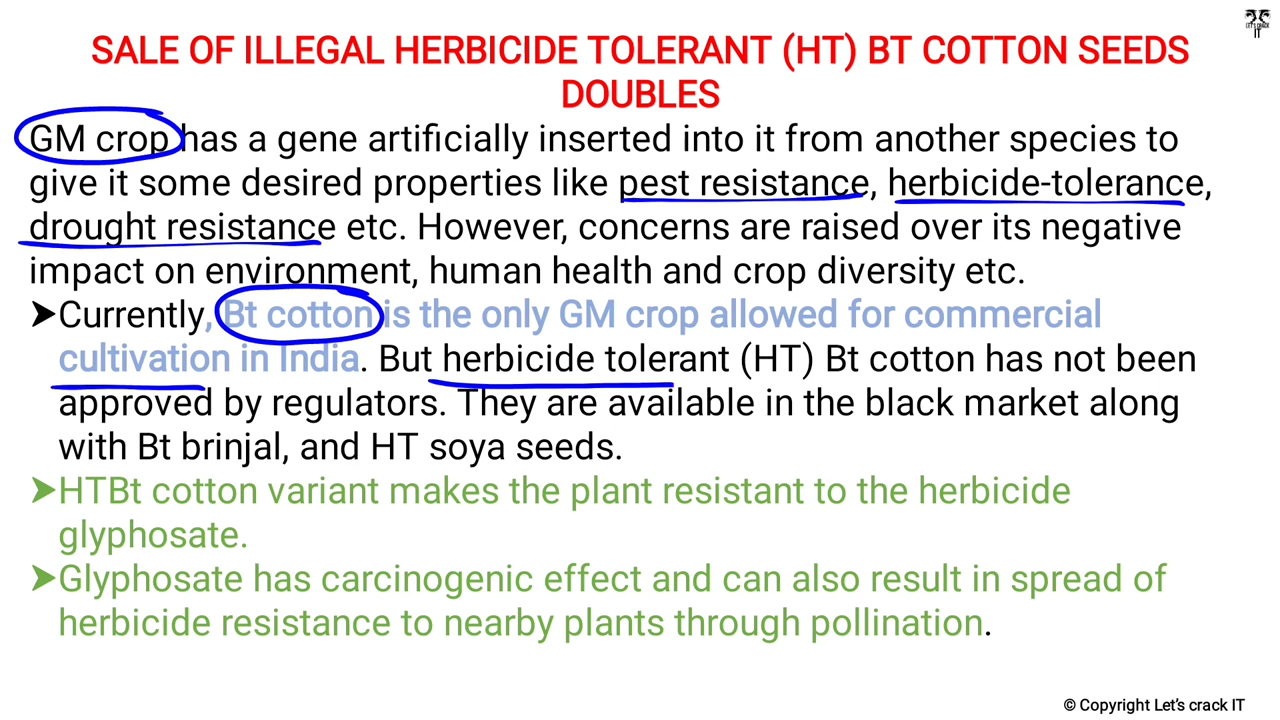 LET'S CRACK
IT
SALE OF ILLEGAL HERBICIDE TOLERANT (HT) BT COTTON SEEDS
DOUBLES
GM crop has a gene artificially inserted into it from another species to
give it some desired properties like pest resistance, herbicide-tolerance,
drought resistance etc. However, concerns are raised over its negative
impact on environment, human health and crop diversity etc.
➤Currently, Bt cotton is the only GM crop allowed for commercial
cultivation in India. But herbicide tolerant (HT) Bt cotton has not been
approved by regulators. They are available in the black market along
with Bt brinjal, and HT soya seeds.
➤HTBt cotton variant makes the plant resistant to the herbicide
glyphosate.
➤Glyphosate has carcinogenic effect and can also result in spread of
herbicide resistance to nearby plants through pollination.
© Copyright Let's crack IT